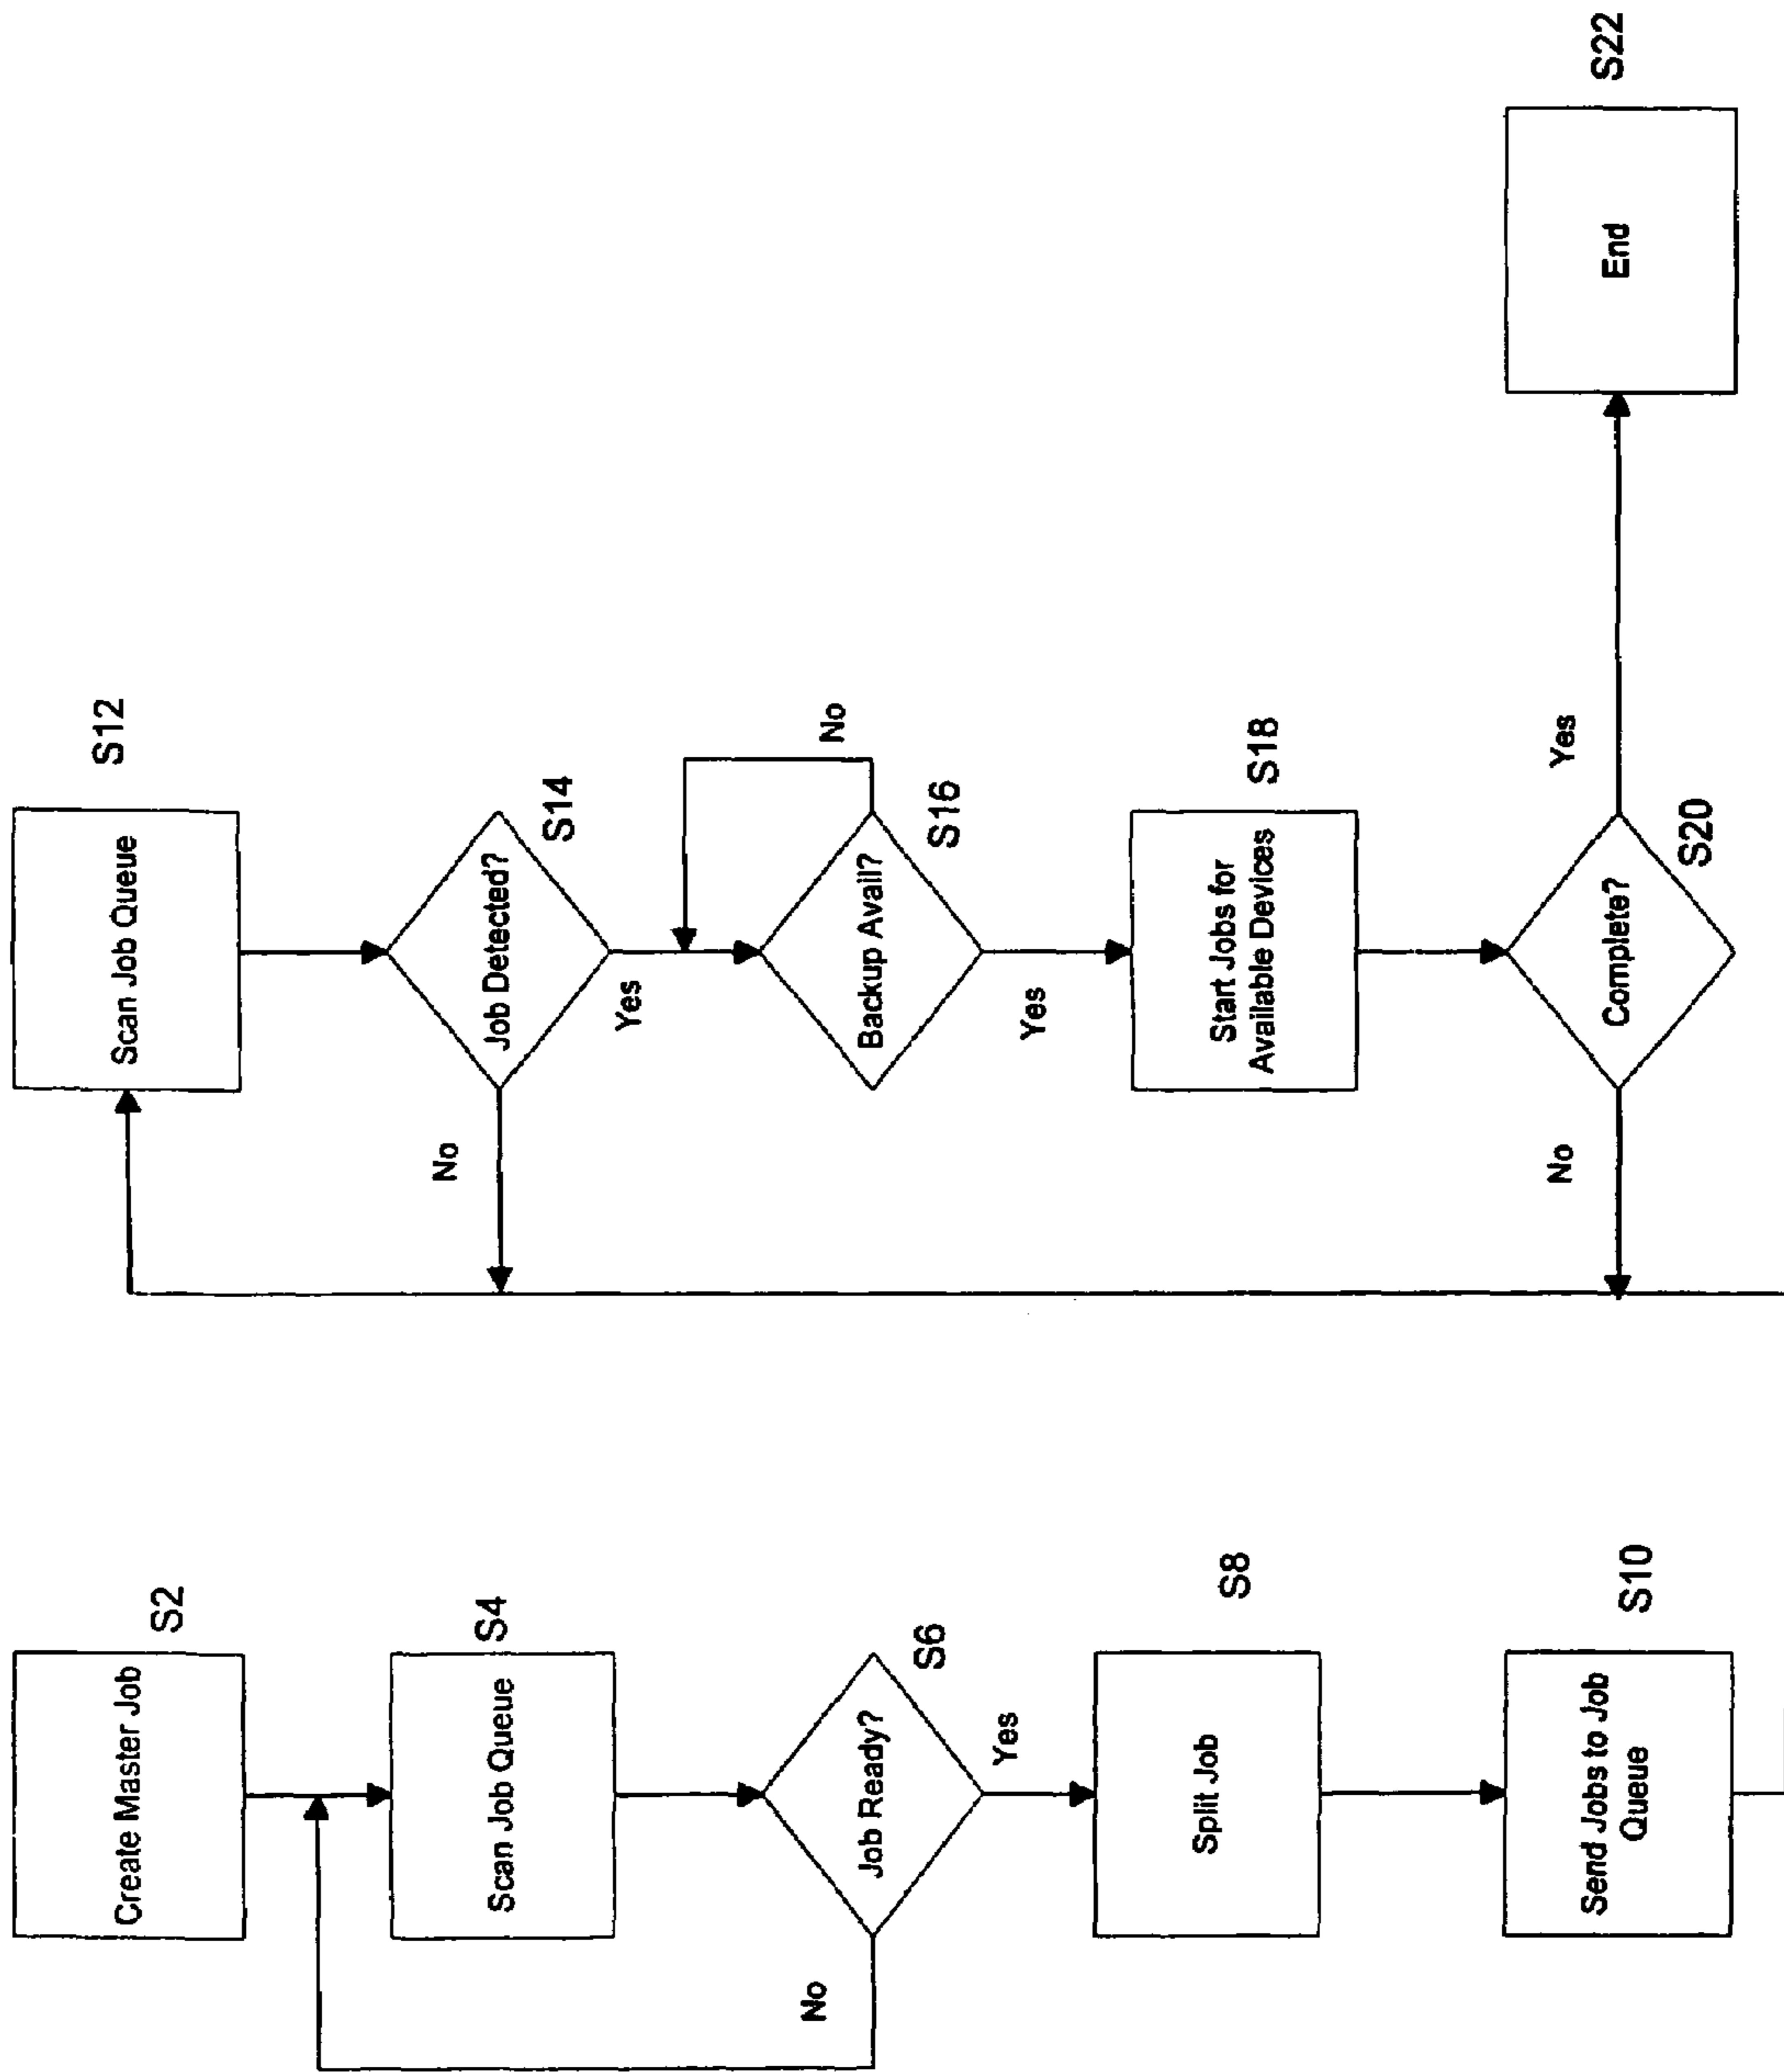 Create Master Job
S2
Scan Job Queue
S4
Job Ready?
S6
No
Yes
Split Job
S8
Send Jobs to Job
Queue
S10
Scan Job Queue
S12
Job Detected?
S14
No
Yes
Backup Avail?
S16
No
Yes
Start Jobs for
Available Devices
S18
Complete?
S20
No
Yes
End
S22